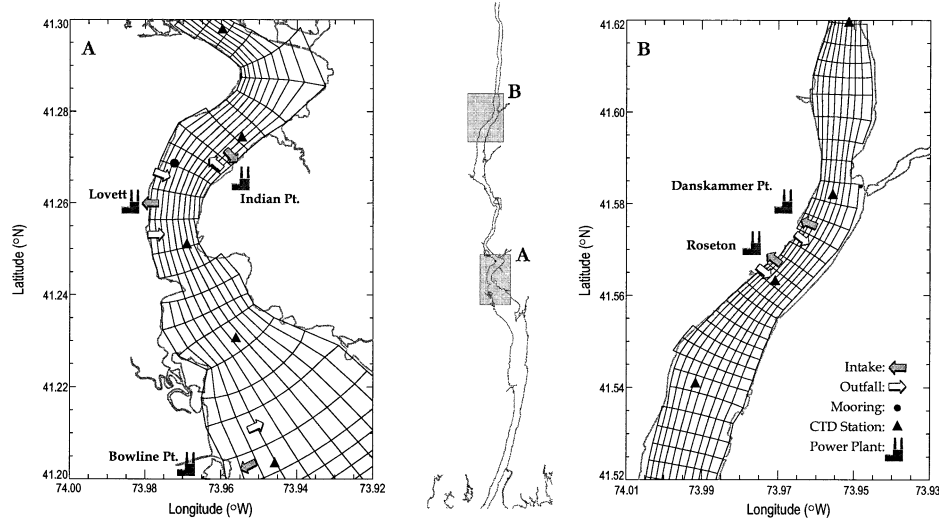 A
41.30
41.28
41.26
41.24
41.22
41.20
Latitude (°N)
74.00
73.98
73.96
73.94
73.92
Longitude (°W)
Lovett
Indian Pt.
Bowline Pt.
B
A
B
41.62
41.60
41.58
41.56
41.54
41.52
Latitude (°N)
74.01
73.99
73.97
73.95
73.93
Longitude (°W)
Danskammer Pt.
Roseton
Intake:
Outfall:
Mooring:
CTD Station:
Power Plant: